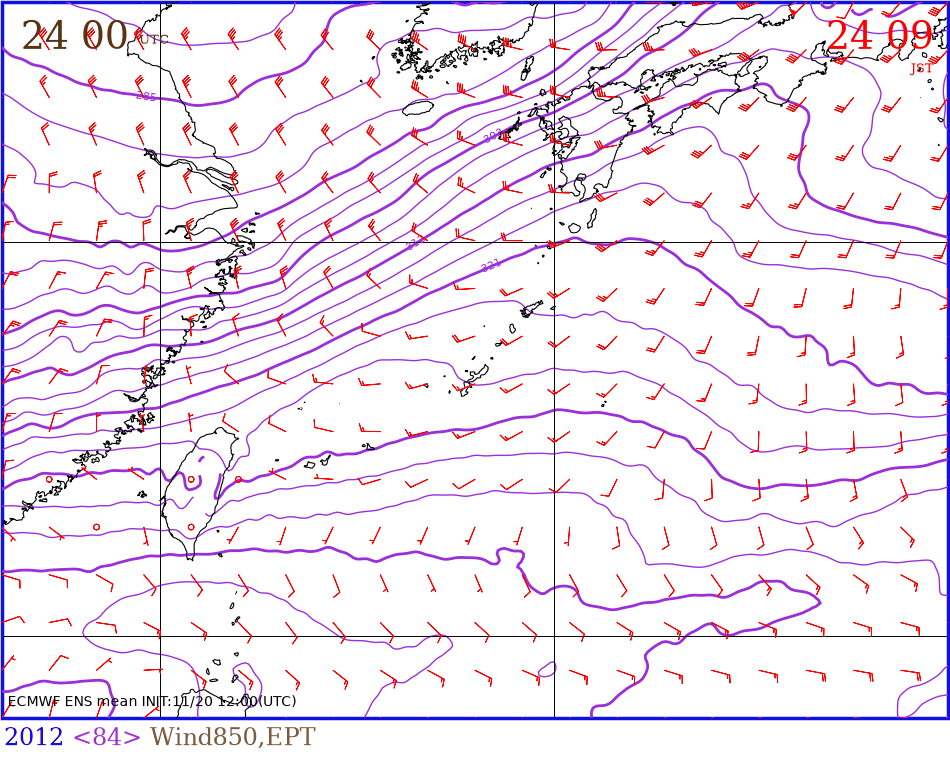 24 00 UTC
24 09
JST
285
303
321
ECMWF ENS mean INIT:11/20 12:00(UTC)
2012 <84> Wind850,EPT